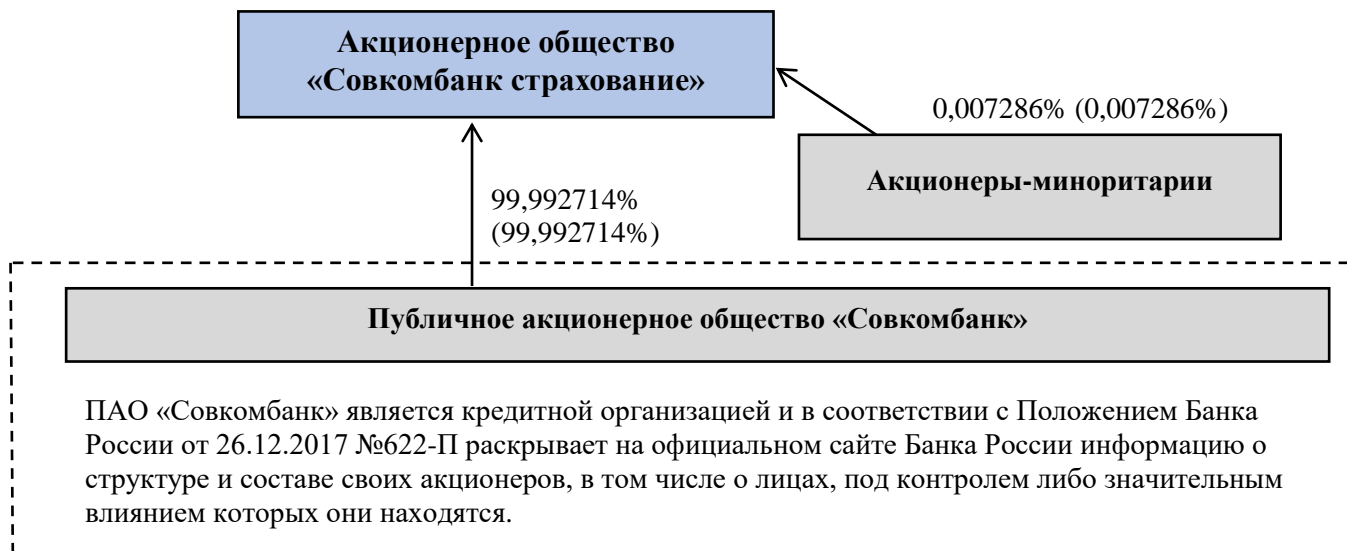 Акционерное общество
«Совкомбанк страхование»
0,007286% (0,007286%)
Акционеры-миноритарии
99,992714%
(99,992714%)
Публичное акционерное общество «Совкомбанк»
ПАО «Совкомбанк» является кредитной организацией и в соответствии с Положением Банка
России от 26.12.2017 №622-П раскрывает на официальном сайте Банка России информацию о
структуре и составе своих акционеров, в том числе о лицах, под контролем либо значительным
влиянием которых они находятся.